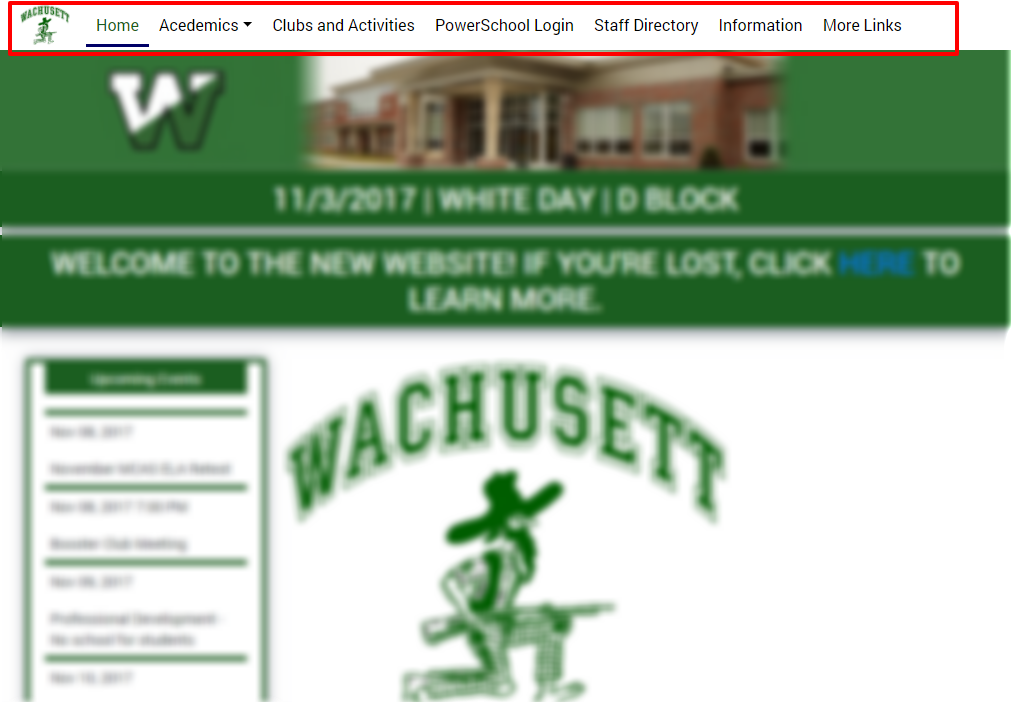 WACHUSETT
Home Acedemics Clubs and Activities PowerSchool Login Staff Directory Information More Links
W
11/3/2017 | WHITE DAY | D BLOCK
WELCOME TO THE NEW WEBSITE! IF YOU'RE LOST, CLICK HERE TO
LEARN MORE.
Upcoming Events
Nov 08, 2017
November MCAS ELA Retest
Nov 08, 2017 7:00 PM
Booster Club Meeting
Nov 09, 2017
Professional Development -
No school for students
Nov 10, 2017
WACHUSETT